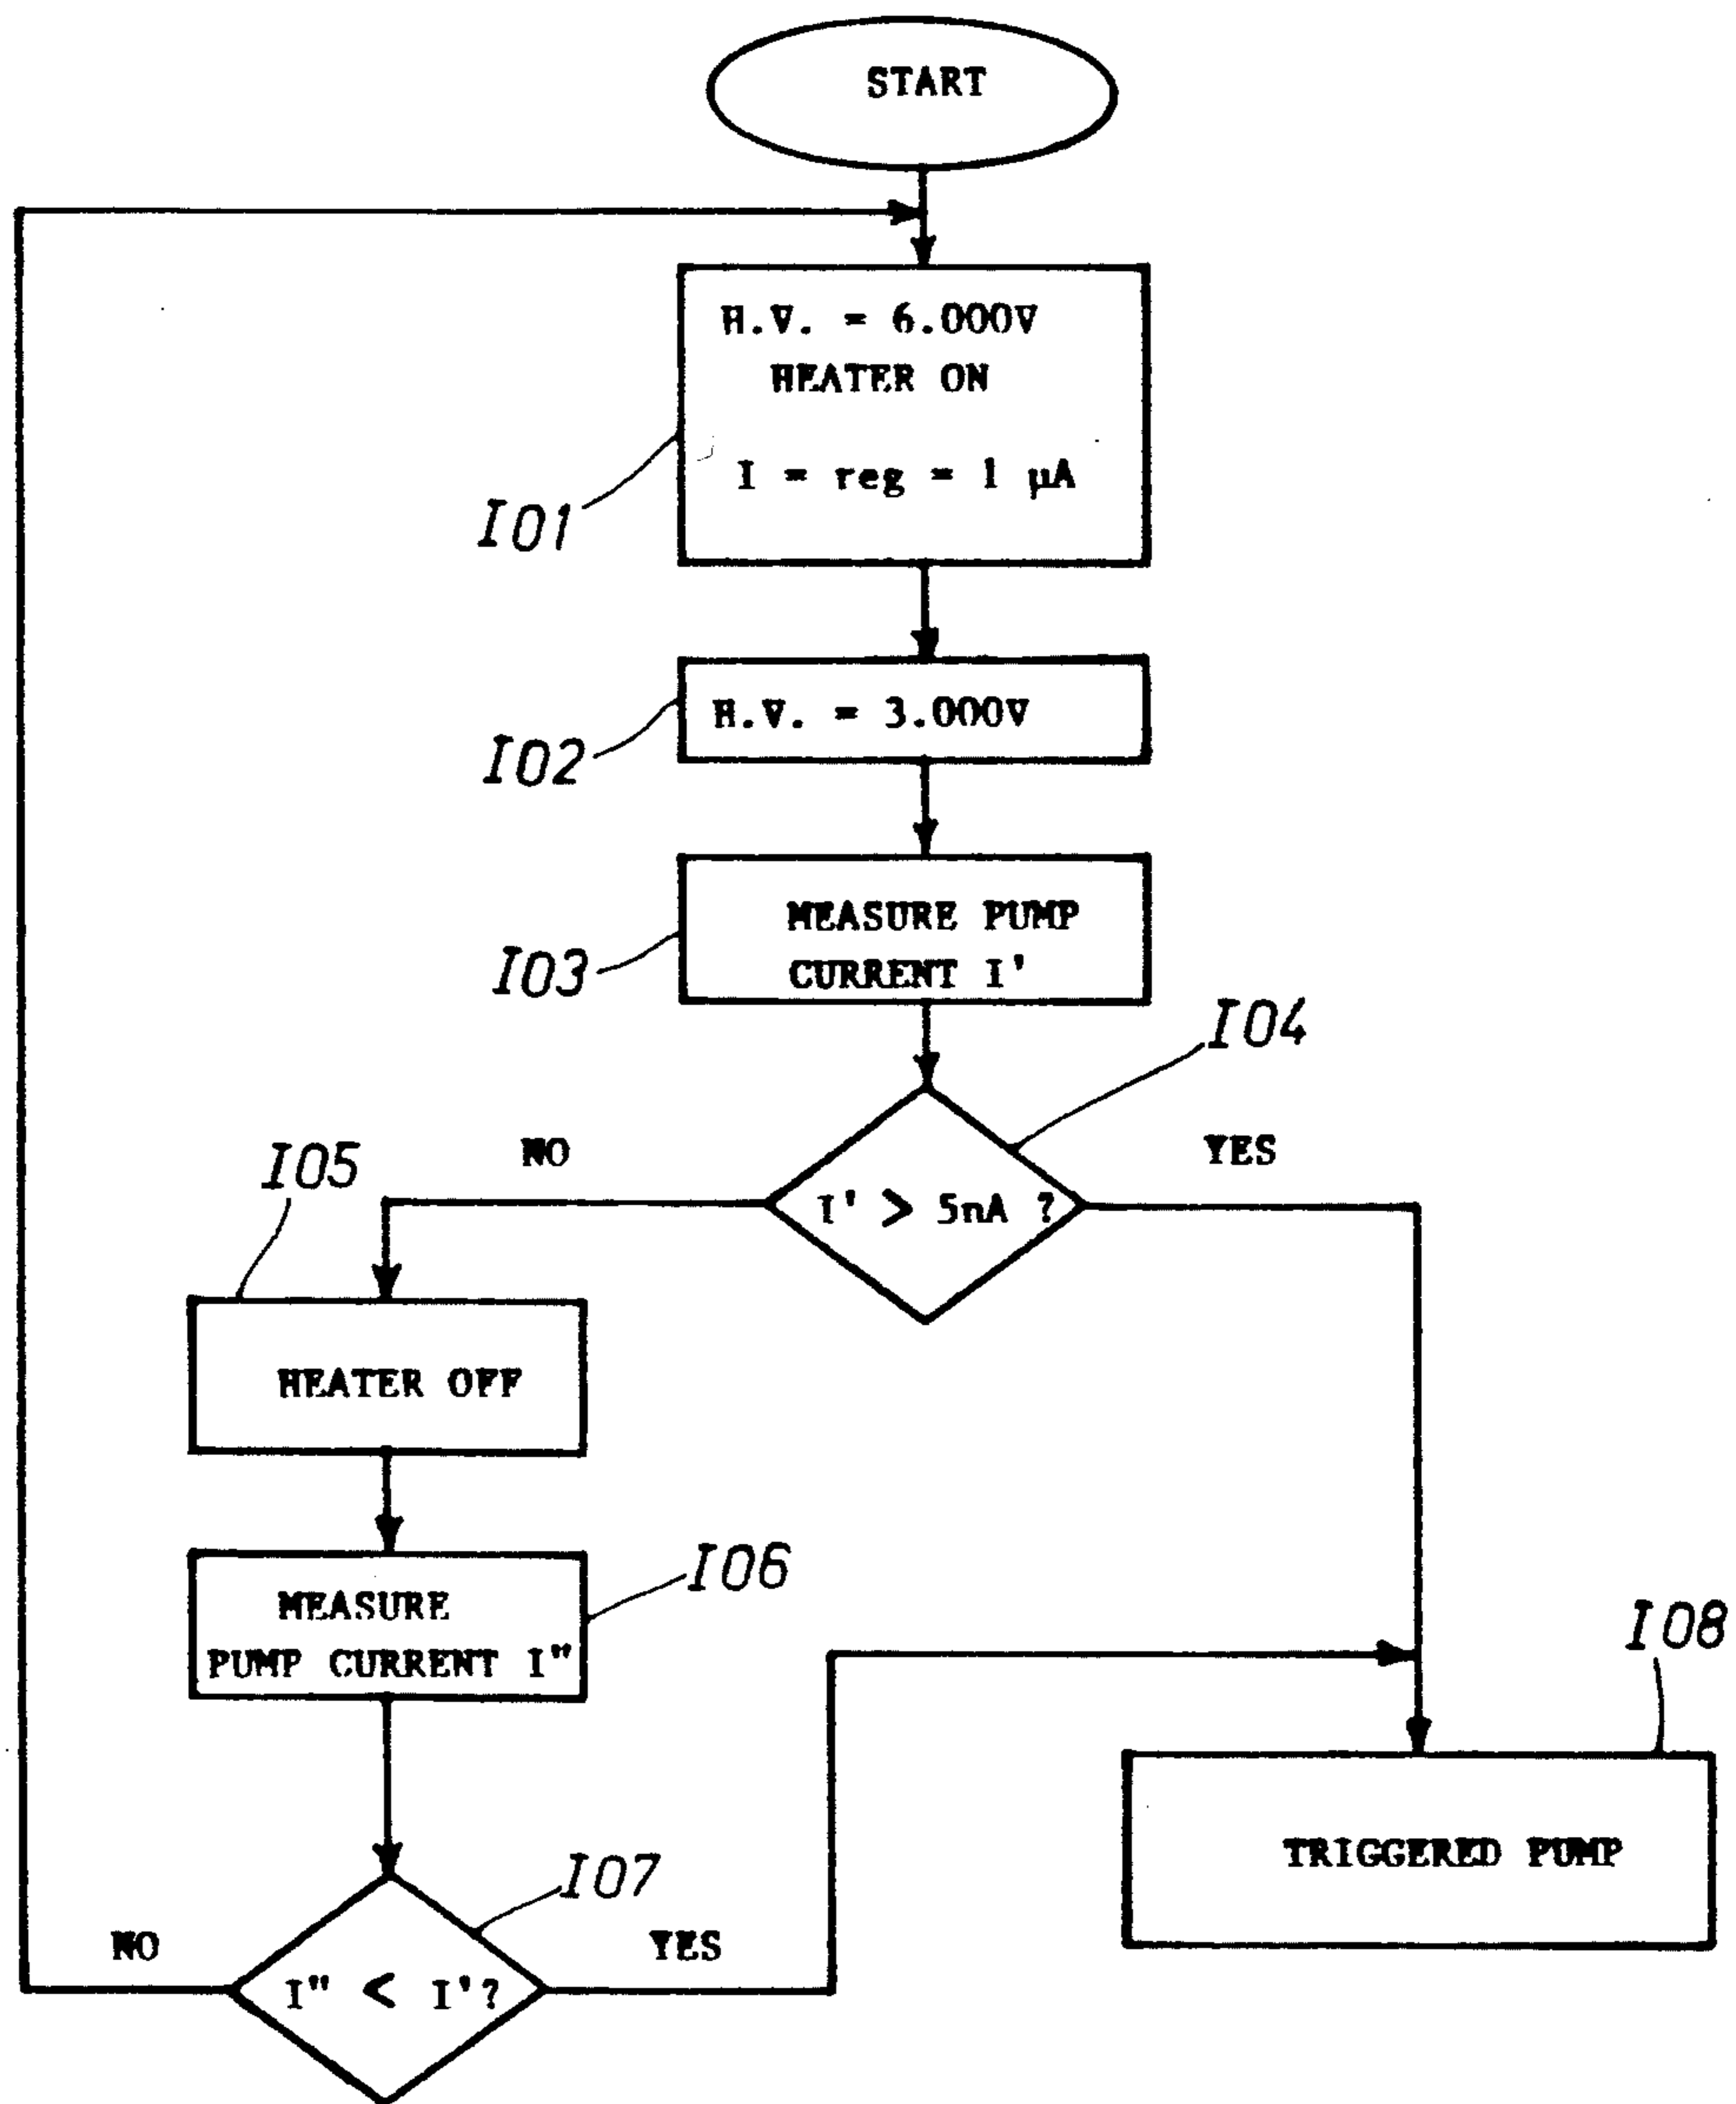 START
H.V. = 6.000V
HEATER ON
I = reg = 1 μA
I01
H.V. = 3.000V
I02
MEASURE PUMP
CURRENT I'
I03
I04
NO
YES
I' > 5nA ?
I05
HEATER OFF
I06
MEASURE
PUMP CURRENT I"
I08
TRIGGERED PUMP
I07
NO
YES
I" < I'?